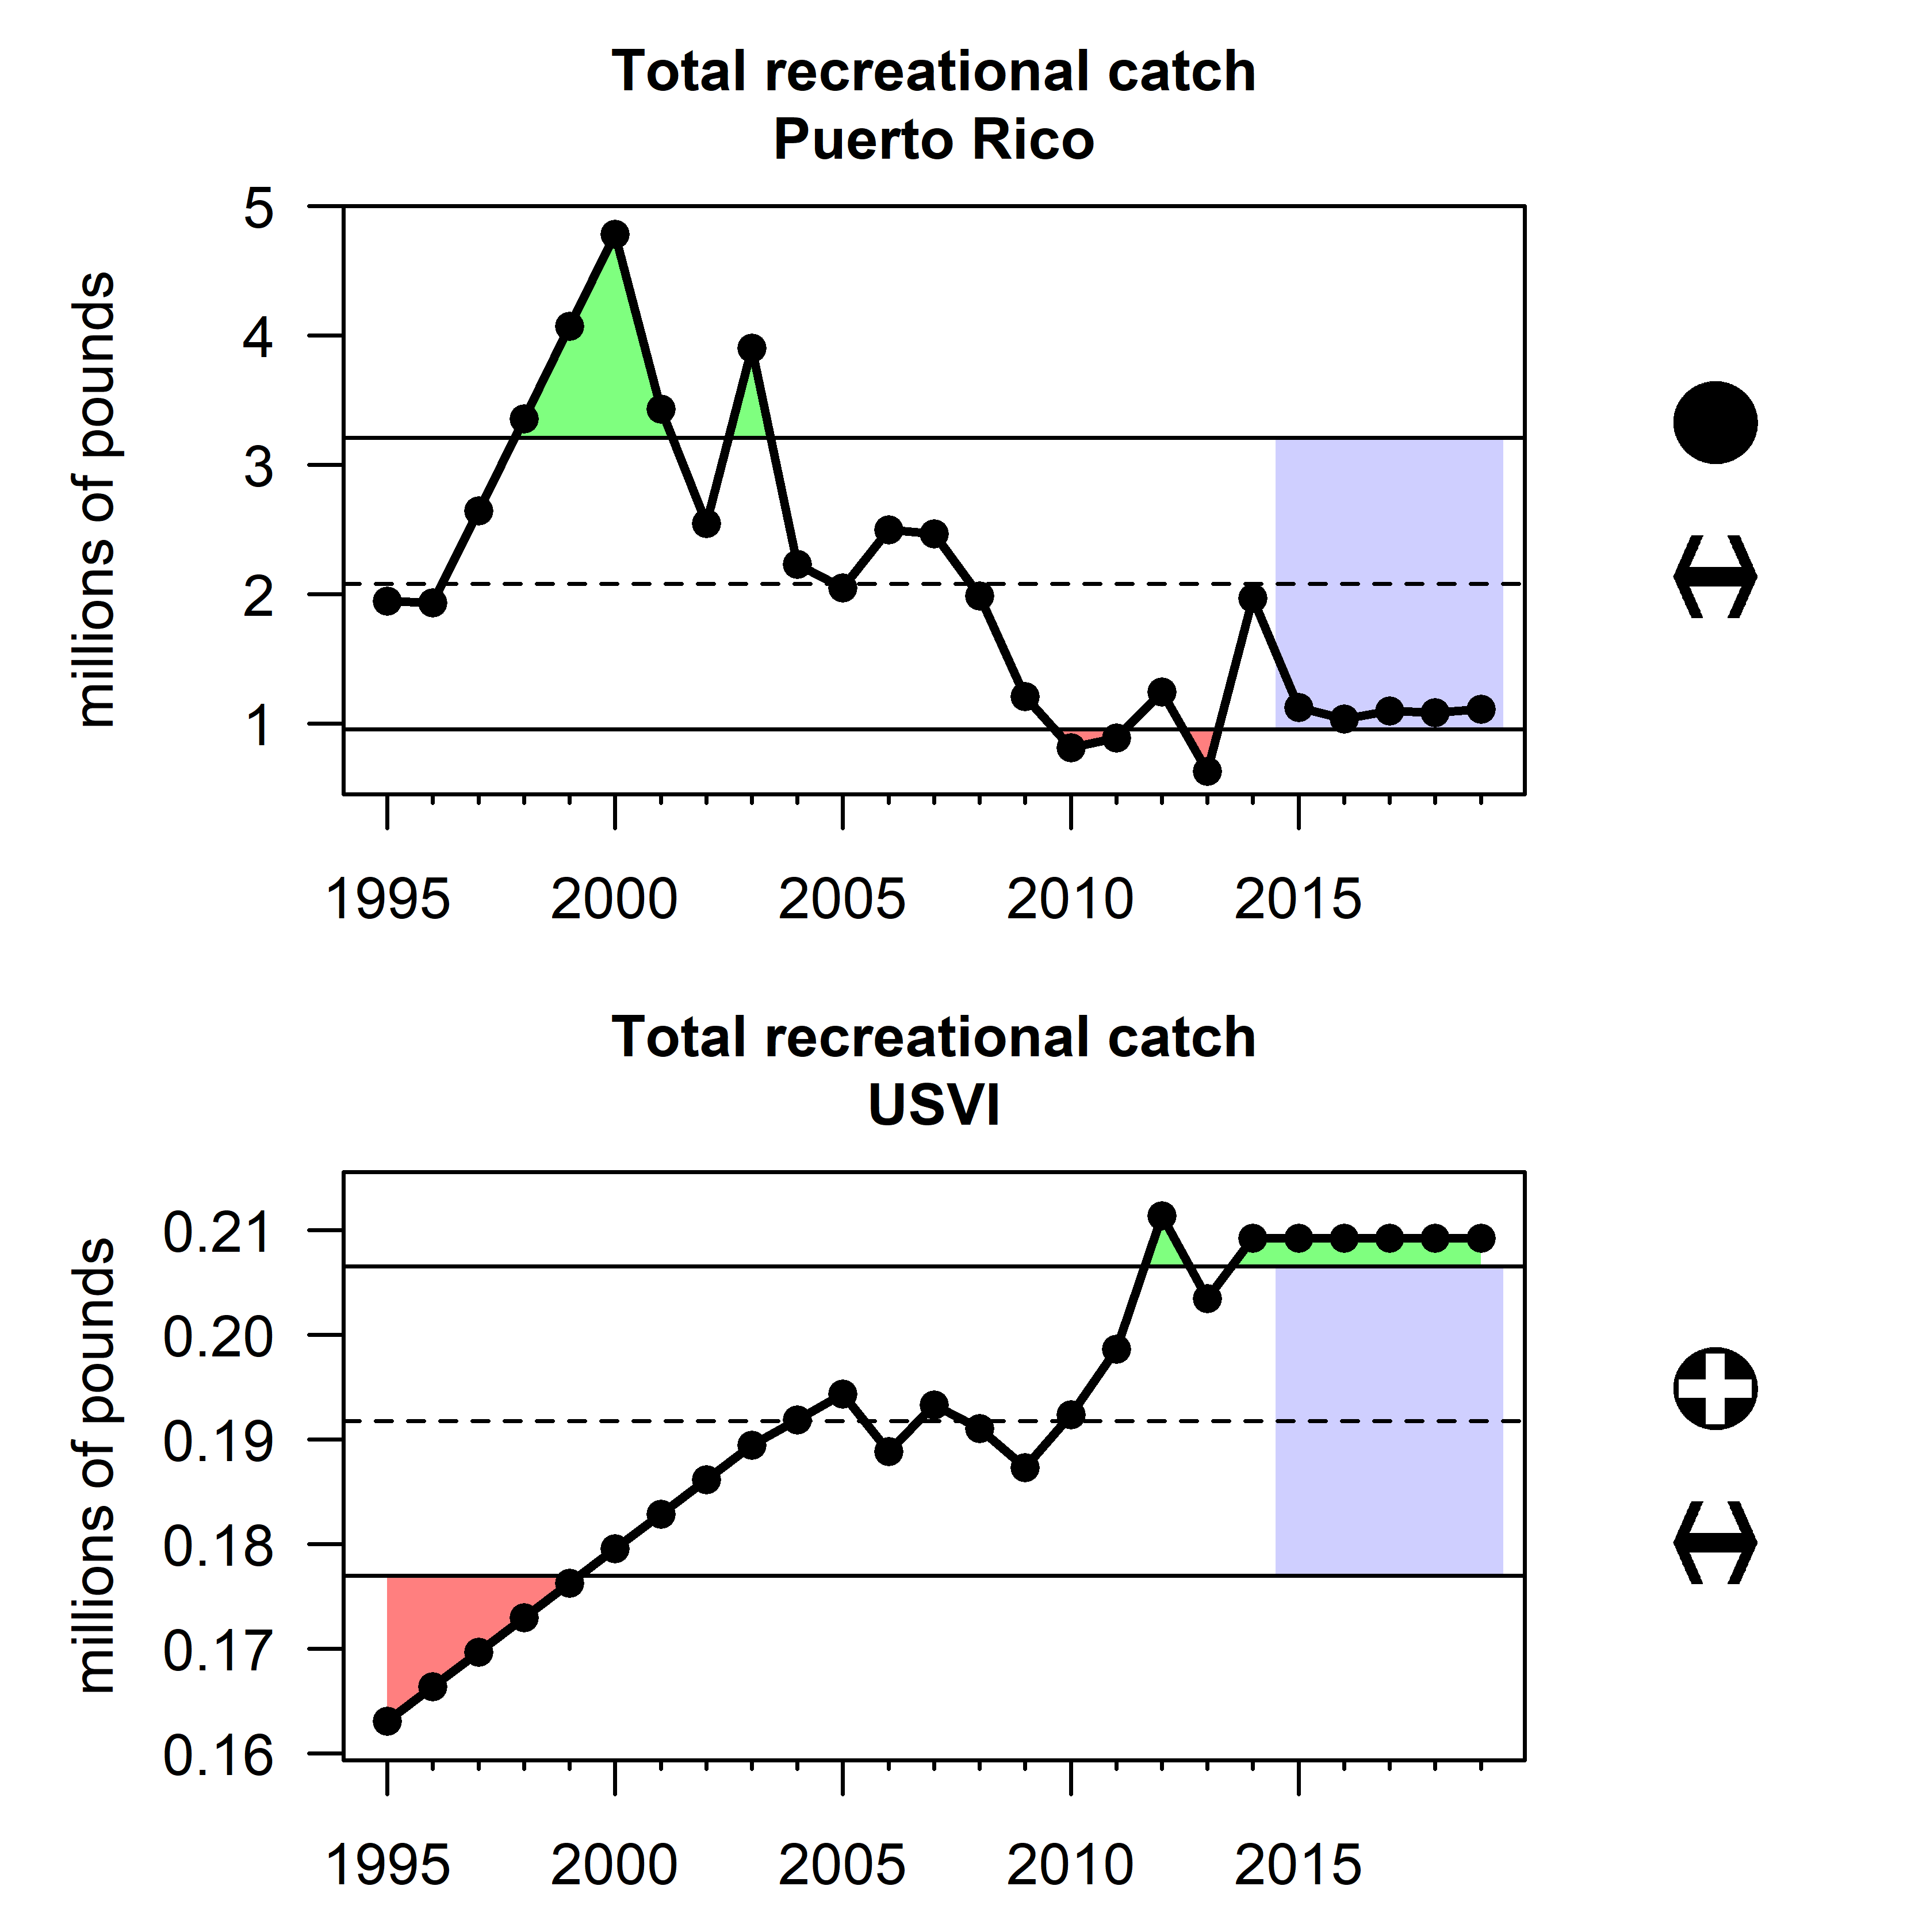 Total recreational catch
Puerto Rico
millions of pounds
5
4
3
2
1
1995 2000 2005 2010 2015
Total recreational catch
USVI
millions of pounds
0.21
0.20
0.19
0.18
0.17
0.16
1995 2000 2005 2010 2015